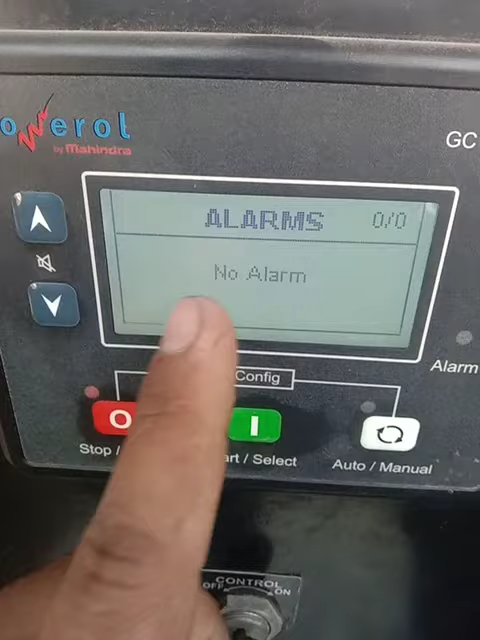 owerol
by Mahindra
GC
ALARMS 0/0
No Alarm
Alarm
Config
O
I
Stop /
art / Select
Auto / Manual
CONTROL
OFF
ON